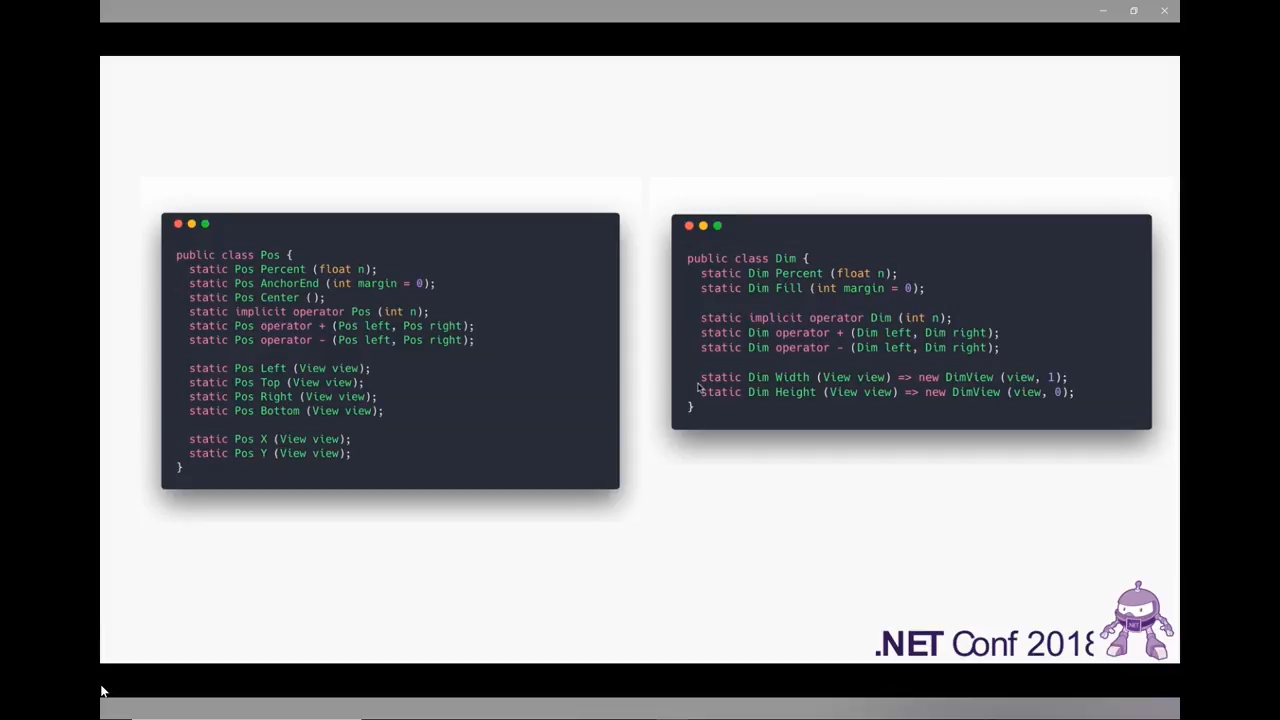 public class Pos {
static Pos Percent (float n);
static Pos AnchorEnd (int margin = 0);
static Pos Center ();
static implicit operator Pos (int n);
static Pos operator + (Pos left, Pos right);
static Pos operator - (Pos left, Pos right);
static Pos Left (View view);
static Pos Top (View view);
static Pos Right (View view);
static Pos Bottom (View view);
static Pos X (View view);
static Pos Y (View view);
}
public class Dim {
static Dim Percent (float n);
static Dim Fill (int margin = 0);
static implicit operator Dim (int n);
static Dim operator + (Dim left, Dim right);
static Dim operator - (Dim left, Dim right);
static Dim Width (View view) => new DimView (view, 1);
static Dim Height (View view) => new DimView (view, 0);
}
.NET Conf 2018
.NET